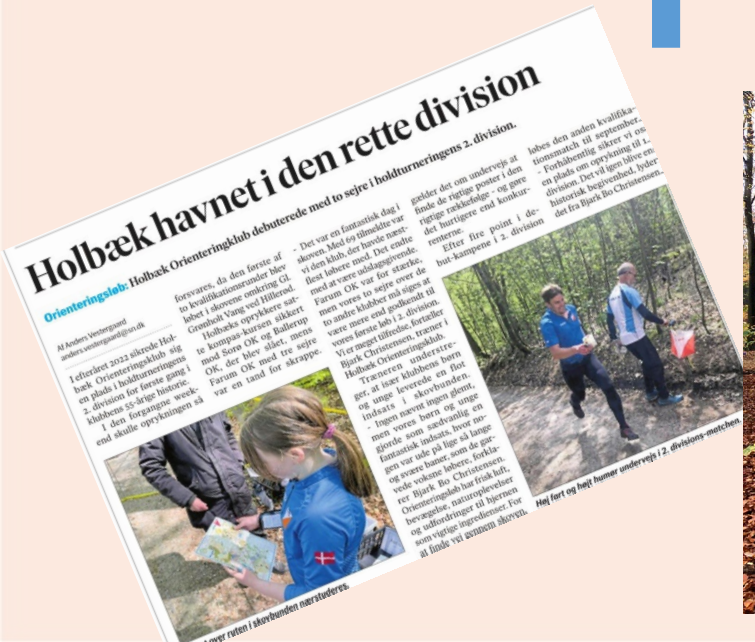 Holbæk havnet i den rette division
Orienteringsløb: Holbæk Orienteringklub debuterede med to sejre i holdturneringens 2. division.
Af Anders Vestergaard
anders.vestergaard@sn.dk
I efteråret 2022 sikrede Hol-
bæk Orienteringsklub sig
en plads i holdturneringens
2. division for første gang i
klubbens 55-årige historie.
I den forgangne week-
end skulle oprykningen så
forsvares, da den første af
to kvalifikationsrunder blev
løbet i skovene omkring Gl.
Grønholt Vang ved Hillerød.
Holbæks oprykkere sat-
te kompas-kursen sikkert
mod Sorø OK og Ballerup
OK, der blev slået, mens
Farum OK med tre sejre
var en tand for skrappe.
- Det var en fantastisk dag i
skoven. Med 69 tilmeldte var
vi den klub, der havde næst-
flest løbere med. Det endte
med at være udslagsgivende.
Farum OK var for stærke,
men vores to sejre over de
to andre klubber må siges at
være mere end godkendt til
vores første løb i 2. division.
Vi er meget tilfredse, fortæller
Bjark Christensen, træner i
Holbæk Orienteringklub.
Træneren understre-
ger, at især klubbens børn
og unge leverede en flot
indsats i skovbunden.
- Ingen nævnt ingen glemt,
men vores børn og unge
gjorde som sædvanlig en
fantastisk indsats, hvor no-
gen var ude på lige så lange
og svære baner, som de gar-
vede voksne løbere, forkla-
rer Bjark Bo Christensen.
Orienteringsløb har frisk luft,
bevægelse, naturoplevelser
og udfordringer til hjernen
som vigtige ingredienser. For
at finde vej gennem skoven,
gælder det om undervejs at
finde de rigtige poster i den
rigtige rækkefølge - og gøre
det hurtigere end konkur-
renterne.
Efter fire point i de-
but-kampene i 2. division
løbes den anden kvalifika-
tionsmatch til september.
- Forhåbentlig sikrer vi os
en plads om oprykning til 1.
division. Det vil igen blive en
historisk begivenhed, lyder
det fra Bjark Bo Christensen.
over ruten i skovbunden nærstuderes.
Høj fart og højt humør undervejs i 2. divisions-matchen.